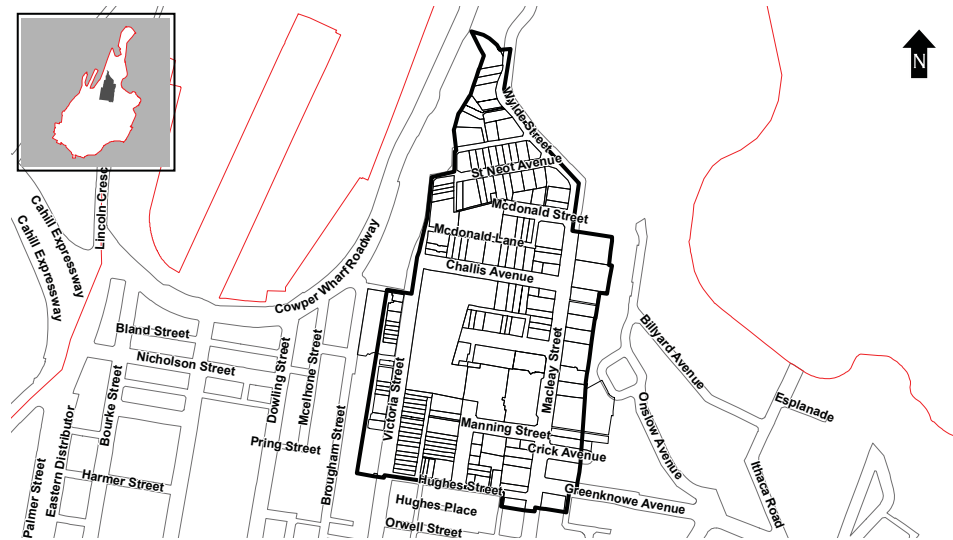 N
Wylde Street
St Neot Avenue
Mcdonald Street
Mcdonald Lane
Challis Avenue
Lincoln Cresc
Cahill Expressway
Cahill Expressway
Cowper Wharf Roadway
Bland Street
Nicholson Street
Dowling Street
Mcelhone Street
Bourke Street
Victoria Street
Macleay Street
Billyard Avenue
Esplanade
Onslow Avenue
Manning Street
Crick Avenue
Pring Street
Brougham Street
Eastern Distributor
Palmer Street
Harmer Street
Hughes Street
Hughes Place
Orwell Street
Greenknowe Avenue
Ithaca Road